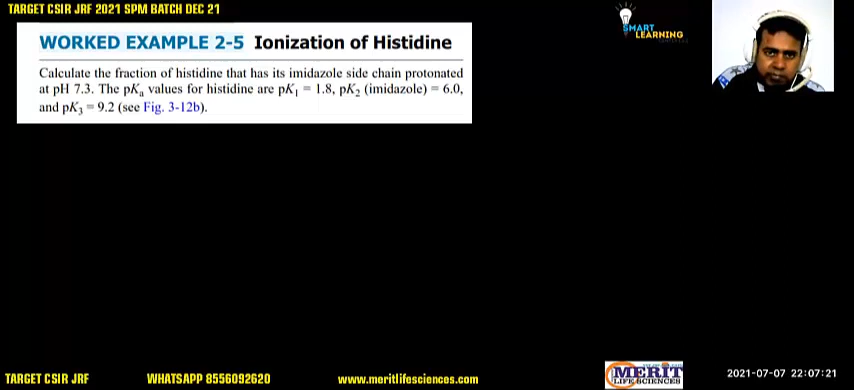 TARGET CSIR JRF 2021 SPM BATCH DEC 21
SMART
LEARNING
WORKED EXAMPLE 2-5 Ionization of Histidine
Calculate the fraction of histidine that has its imidazole side chain protonated
at pH 7.3. The pKa values for histidine are pK1 = 1.8, pK2 (imidazole) = 6.0,
and pK3 = 9.2 (see Fig. 3-12b).
TARGET CSIR JRF
WHATSAPP 8556092620
www.meritlifesciences.com
MERIT
LIFE SCIENCES
2021-07-07 22:07:21